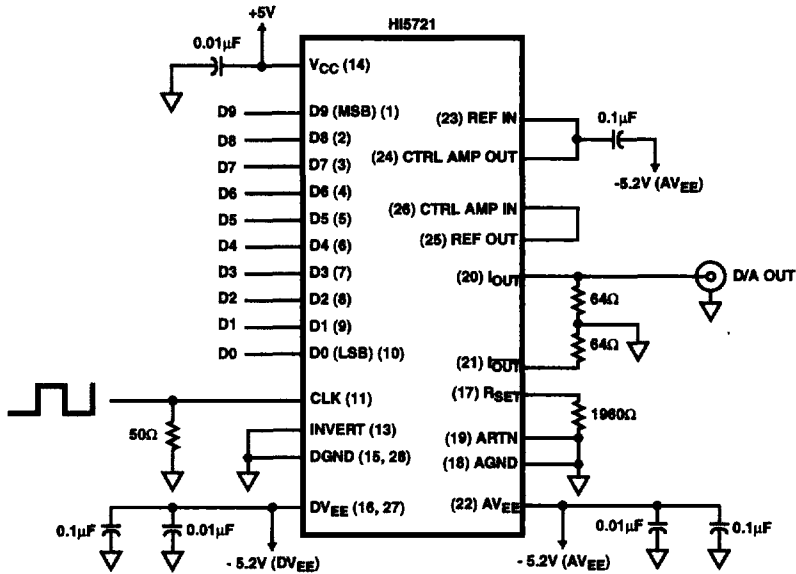 HI5721
+5V
0.01µF
VCC (14)
D9
D9 (MSB) (1)
D8
D8 (2)
D7
D7 (3)
D6
D6 (4)
D5
D5 (5)
D4
D4 (6)
D3
D3 (7)
D2
D2 (8)
D1
D1 (9)
D0
D0 (LSB) (10)
CLK (11)
50Ω
INVERT (13)
DGND (15, 28)
DVEE (16, 27)
0.1µF
0.01µF
- 5.2V (DVEE)
(23) REF IN
(24) CTRL AMP OUT
0.1µF
-5.2V (AVEE)
(26) CTRL AMP IN
(25) REF OUT
(20) IOUT
D/A OUT
64Ω
64Ω
(21) IOUT
(17) RSET
1960Ω
(19) ARTN
(18) AGND
(22) AVEE
- 5.2V (AVEE)
0.01µF
0.1µF